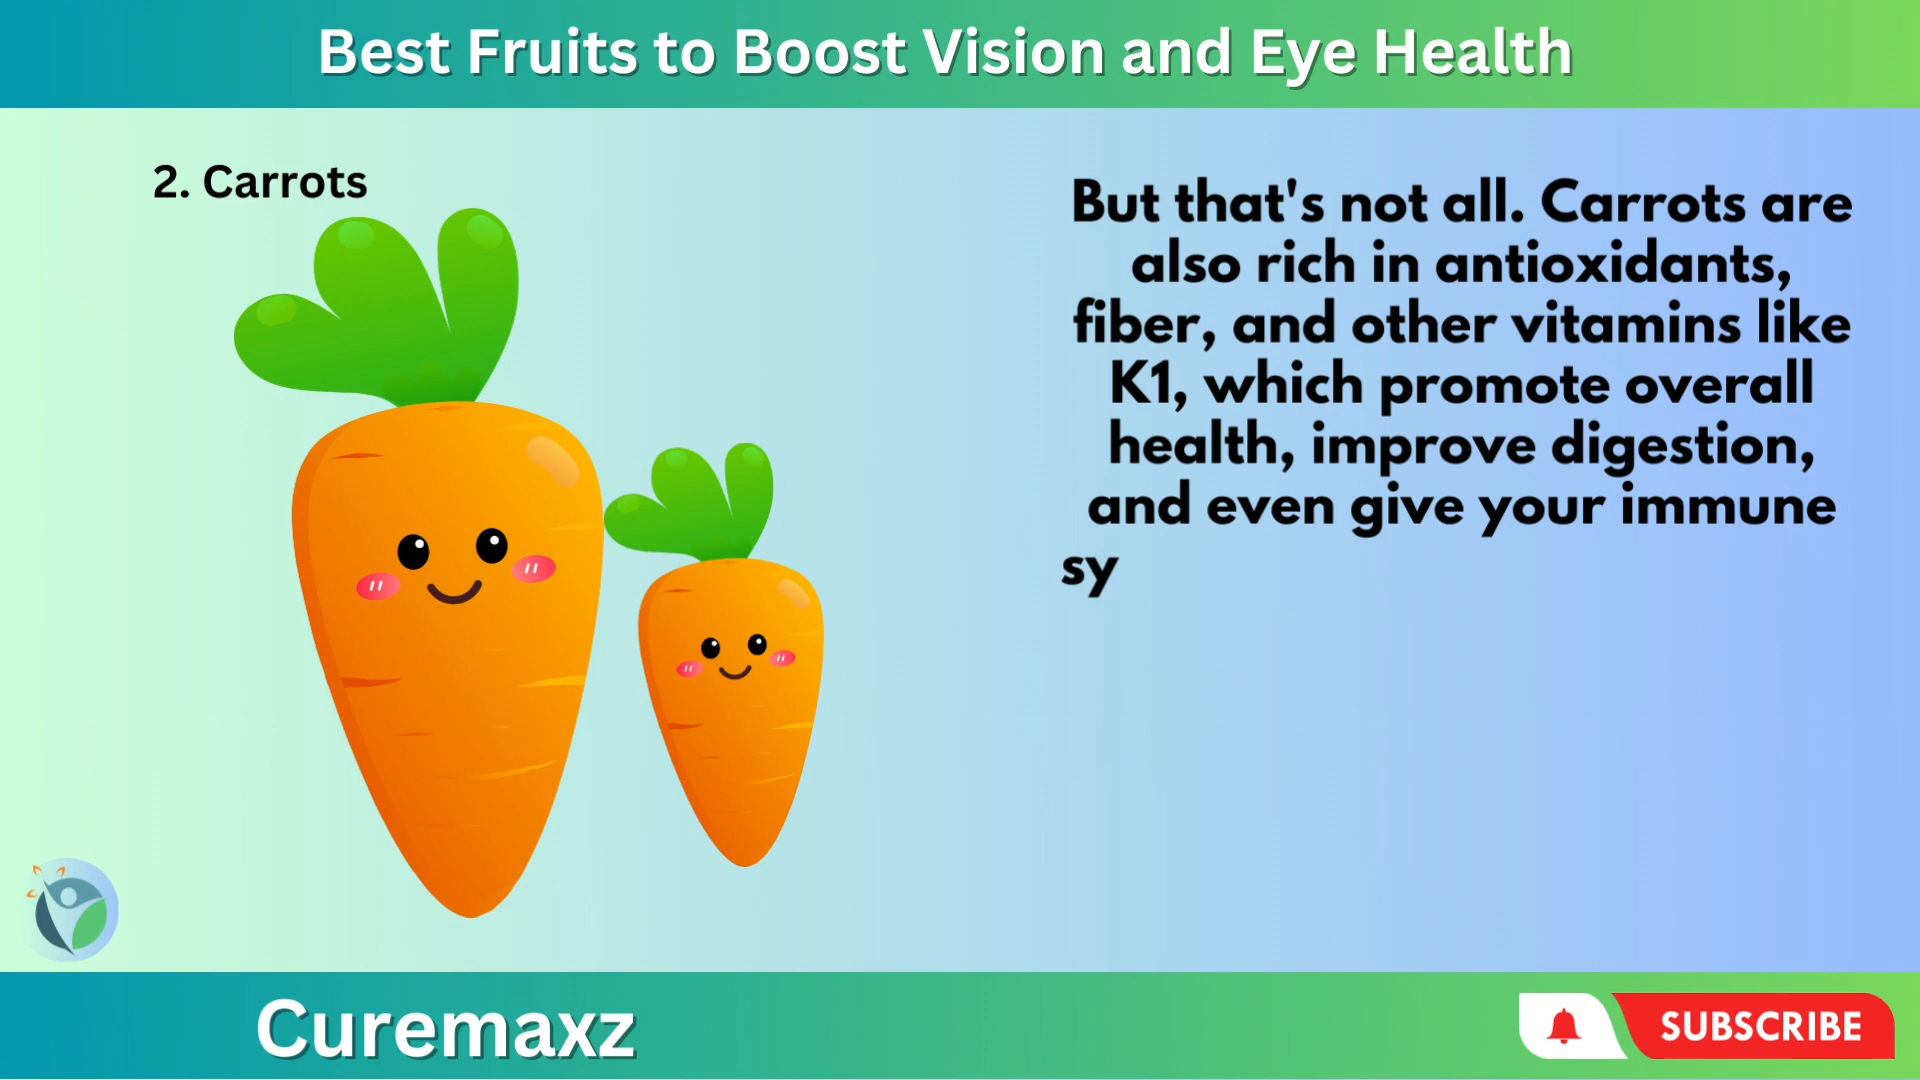 Best Fruits to Boost Vision and Eye Health
2. Carrots
But that's not all. Carrots are
also rich in antioxidants,
fiber, and other vitamins like
K1, which promote overall
health, improve digestion,
and even give your immune
sy
Curemaxz
SUBSCRIBE